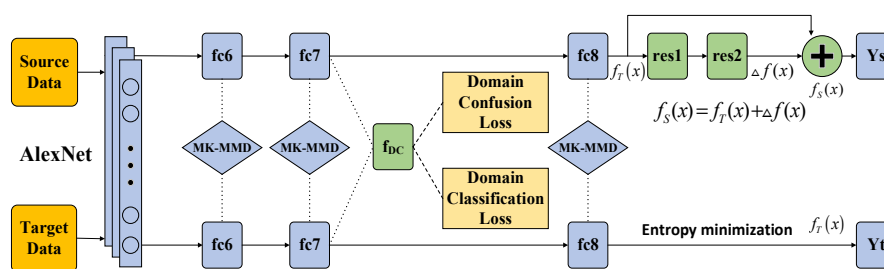 Source
Data
AlexNet
Target
Data
fc6
fc7
fc8
f_T(x)
res1
res2
△f(x)
+
f_S(x)
Ys
f_S(x)=f_T(x)+△f(x)
MK-MMD
MK-MMD
f_DC
Domain
Confusion
Loss
Domain
Classification
Loss
MK-MMD
fc6
fc7
fc8
Entropy minimization
f_T(x)
Yt